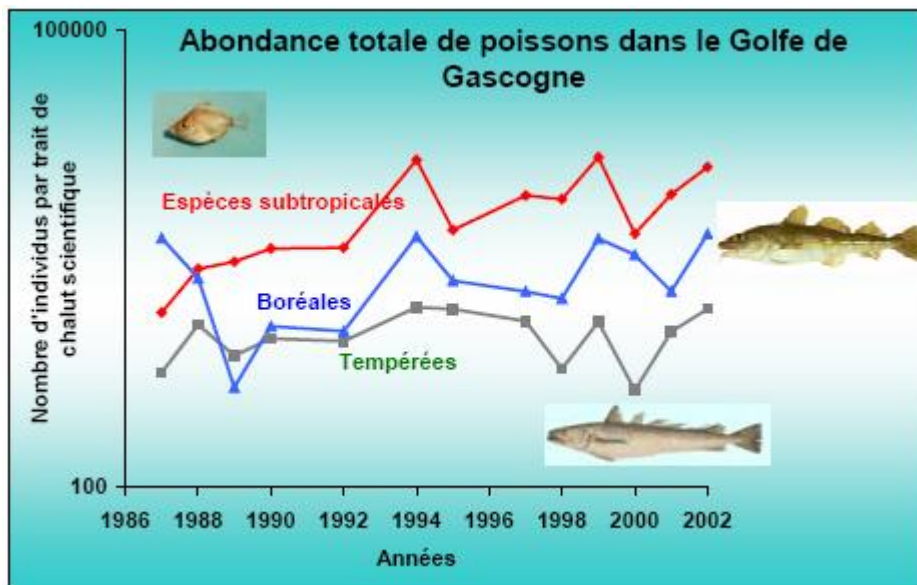 100000
Abondance totale de poissons dans le Golfe de
Gascogne
Nombre d'individus par trait de
chalut scientifique
Espèces subtropicales
Boréales
Tempérées
100
1986 1988 1990 1992 1994 1996 1998 2000 2002
Années